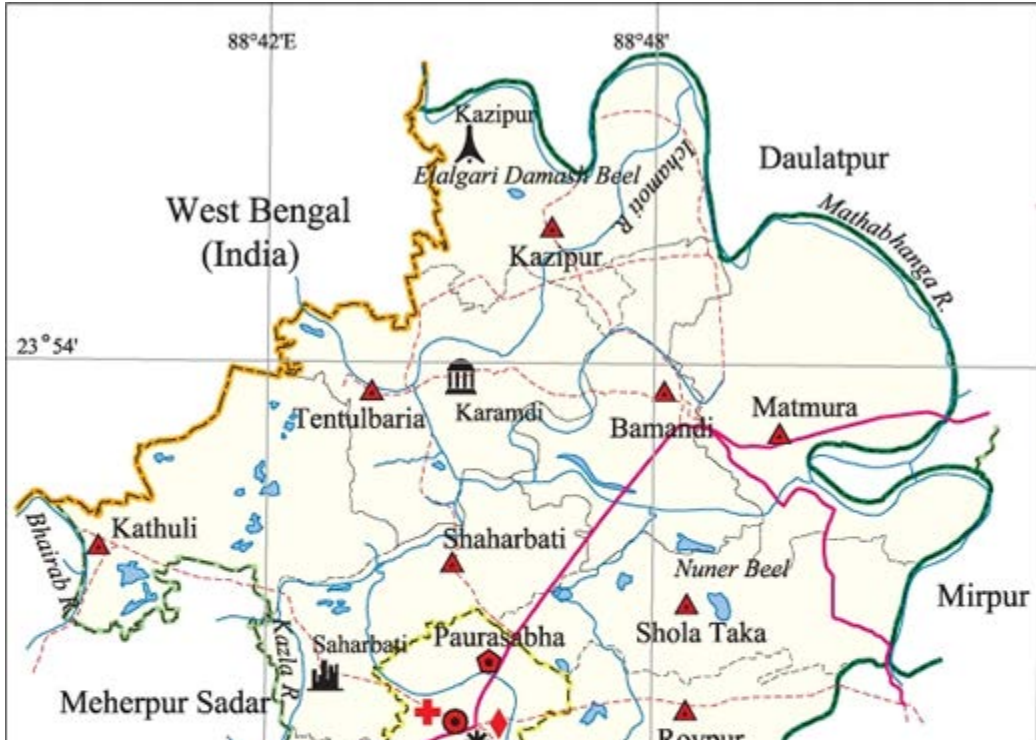 88°42'E
88°48'
Kazipur
Elalgari Damash Beel
Ichamoti R.
Daulatpur
West Bengal
(India)
Mathabhanga R.
Kazipur
23°54'
Tentulbaria
Karamdi
Bamandi
Matmura
Bhairab R.
Kathuli
Shaharbati
Nuner Beel
Mirpur
Shola Taka
Kazla R
Saharbati
Paurasabha
Meherpur Sadar
Roypur